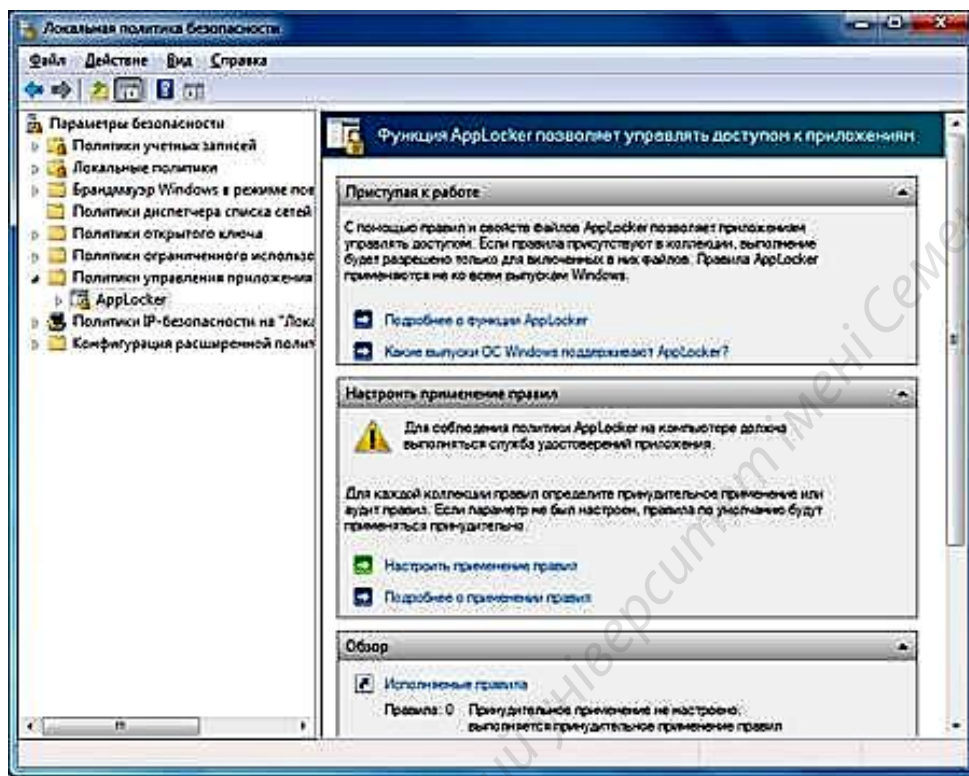 Локальная политика безопасности
Файл Действие Вид Справка
Параметры безопасности
Политики учетных записей
Локальные политики
Брандмауэр Windows в режиме пов
Политики диспетчера списка сетей
Политики открытого ключа
Политики ограниченного использо
Политики управления приложения
AppLocker
Политики IP-безопасности на "Лока
Конфигурация расширенной полит
Функция AppLocker позволяет управлять доступом к приложениям
Приступая к работе
С помощью правил и свойств файлов AppLocker позволяет приложениям
управлять доступом. Если правила присутствуют в коллекции, выполнение
будет разрешено только для включенных в них файлов. Правила AppLocker
применяются не ко всем выпускам Windows.
Подробнее о функции AppLocker
Какие выпуски ОС Windows поддерживают AppLocker?
Настроить применение правил
Для соблюдения политики AppLocker на компьютере должна
выполняться служба удостоверений приложения.
Для каждой коллекции правил определите принудительное применение или
аудит правил. Если параметр не был настроен, правила по умолчанию будут
применяться принудительно.
Настроить применение правил
Подробнее о применении правил
Обзор
Исполняемые правила
Правила: 0 Принудительное применение не настроено:
выполняется принудительное применение правил
університет імені Семе